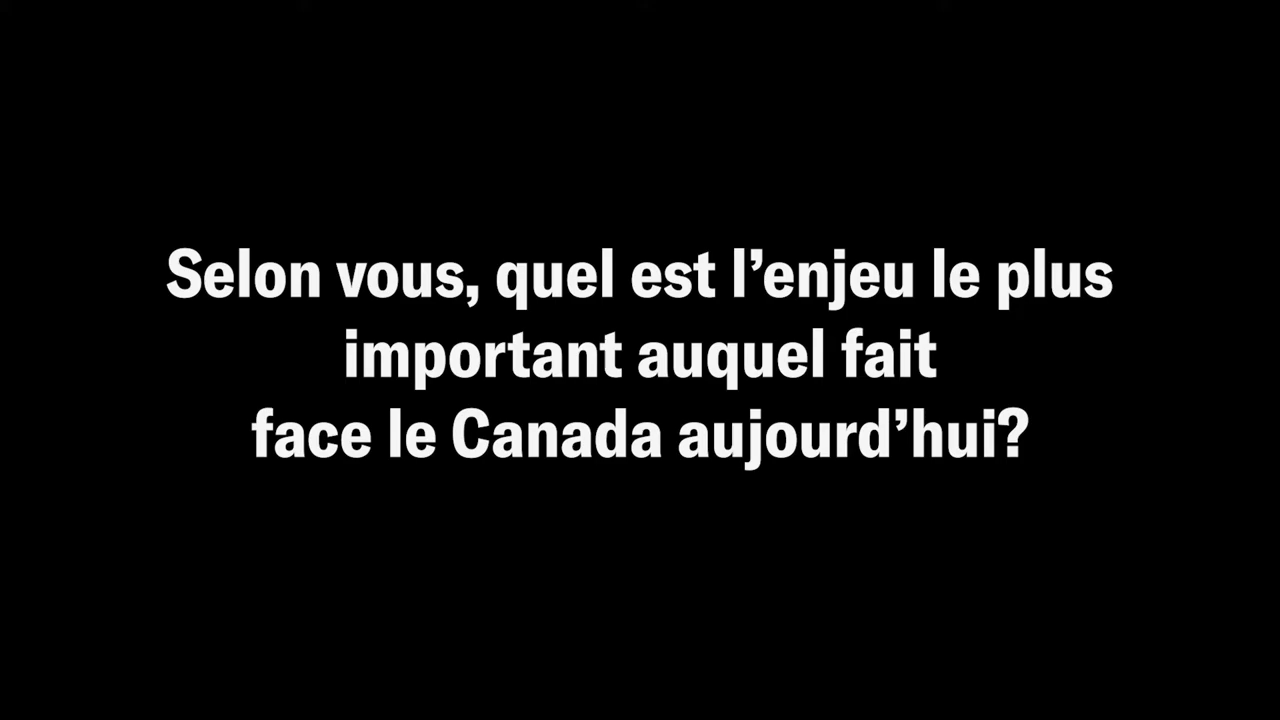 Selon vous, quel est l’enjeu le plus
important auquel fait
face le Canada aujourd’hui?